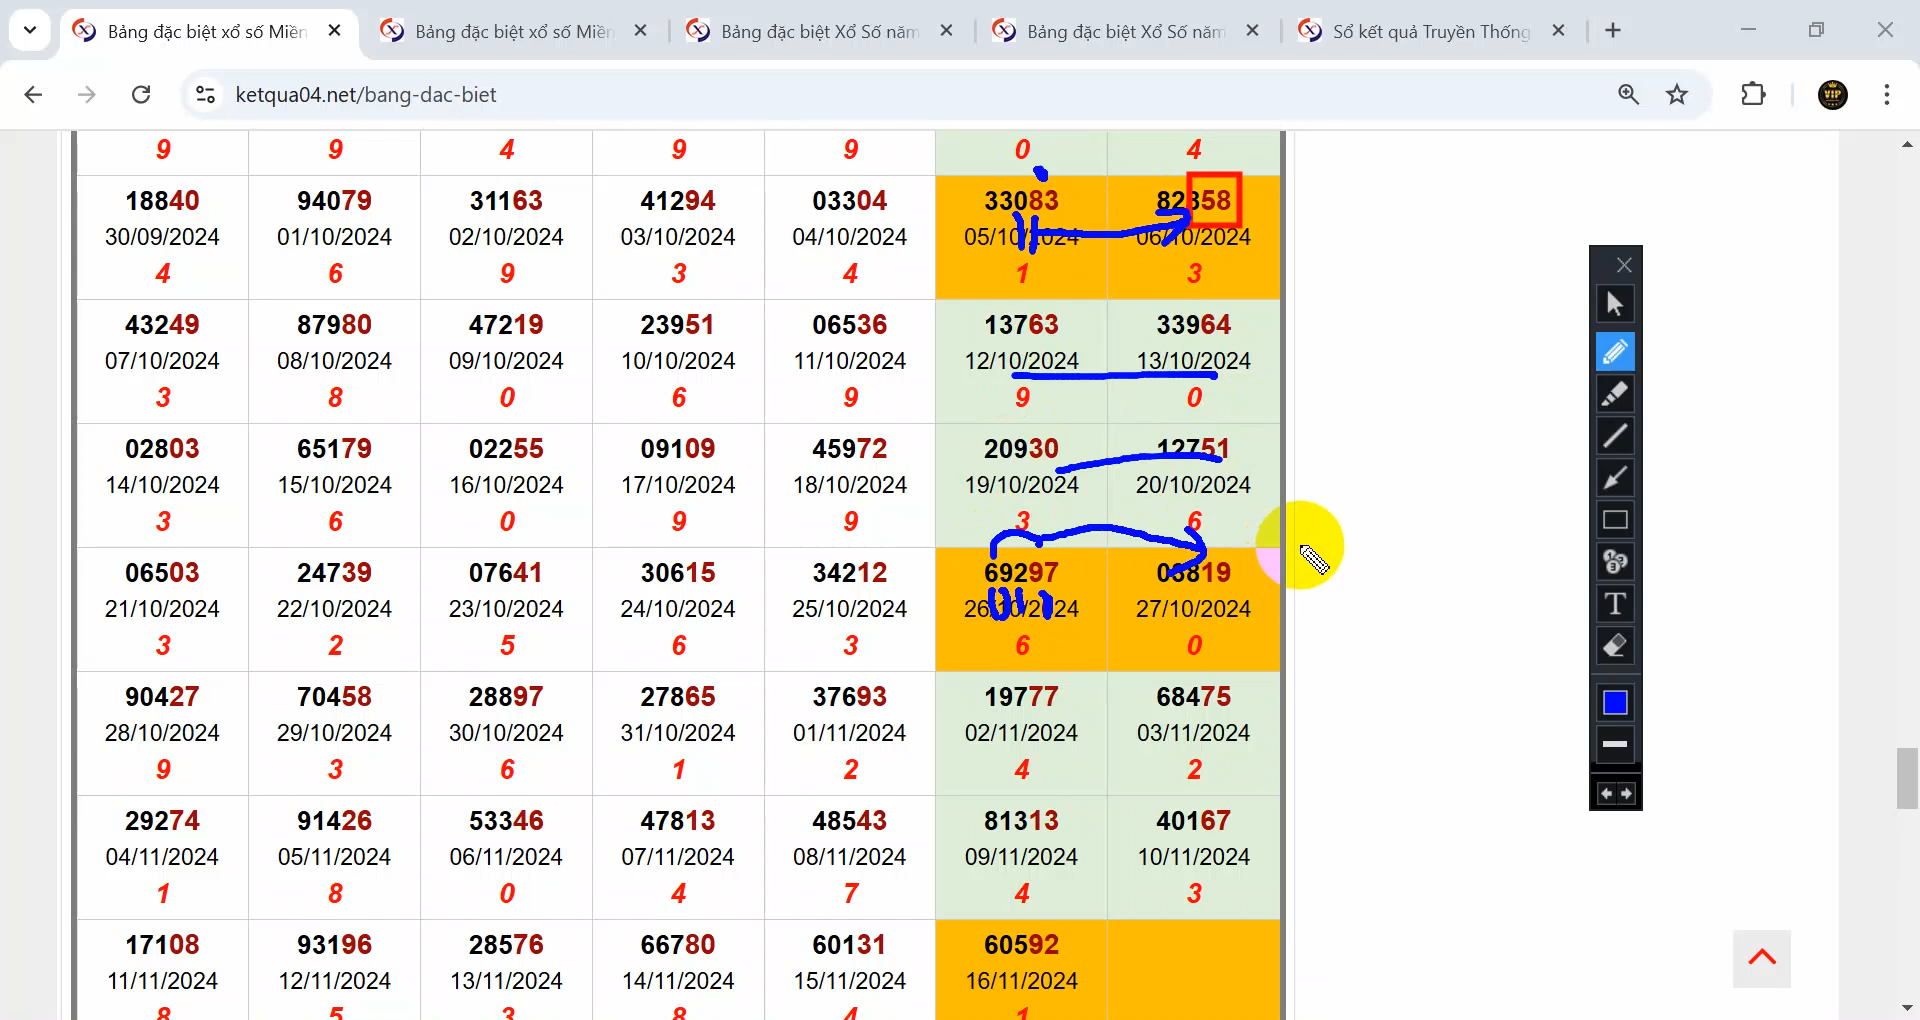 Bảng đặc biệt xổ số Miền
Bảng đặc biệt xổ số Miền
Bảng đặc biệt Xổ Số năm
Bảng đặc biệt Xổ Số năm
Sổ kết quả Truyền Thống
ketqua04.net/bang-dac-biet
VIP
9 9 4 9 9 0 4
18840 94079 31163 41294 03304 33083 82358
30/09/2024 01/10/2024 02/10/2024 03/10/2024 04/10/2024 05/10/2024 06/10/2024
4 6 9 3 4 1 3
43249 87980 47219 23951 06536 13763 33964
07/10/2024 08/10/2024 09/10/2024 10/10/2024 11/10/2024 12/10/2024 13/10/2024
3 8 0 6 9 9 0
02803 65179 02255 09109 45972 20930 12751
14/10/2024 15/10/2024 16/10/2024 17/10/2024 18/10/2024 19/10/2024 20/10/2024
3 6 0 9 9 3 6
06503 24739 07641 30615 34212 69297
21/10/2024 22/10/2024 23/10/2024 24/10/2024 25/10/2024 26/10/2024 27/10/2024
3 2 5 6 3 6 0
90427 70458 28897 27865 37693 19777 68475
28/10/2024 29/10/2024 30/10/2024 31/10/2024 01/11/2024 02/11/2024 03/11/2024
9 3 6 1 2 4 2
29274 91426 53346 47813 48543 81313 40167
04/11/2024 05/11/2024 06/11/2024 07/11/2024 08/11/2024 09/11/2024 10/11/2024
1 8 0 4 7 4 3
17108 93196 28576 66780 60131 60592
11/11/2024 12/11/2024 13/11/2024 14/11/2024 15/11/2024 16/11/2024
8 5 3 8 4 1
T